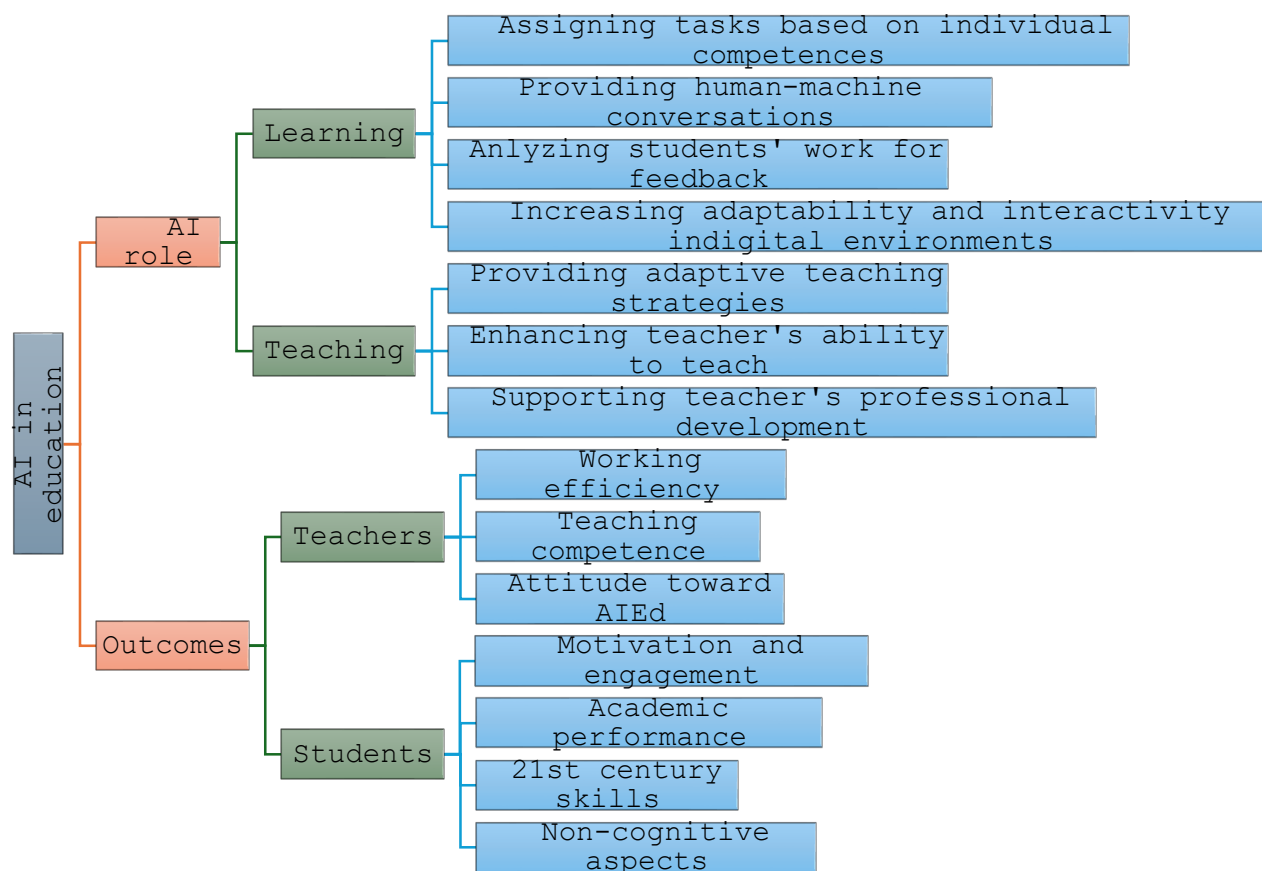 Assigning tasks based on individual
competences
Providing human-machine
conversations
Learning
Anlyzing students' work for
feedback
Increasing adaptability and interactivity
indigital environments
AI
role
Providing adaptive teaching
strategies
Teaching
Enhancing teacher's ability
to teach
Supporting teacher's professional
development
AI in
education
Working
efficiency
Teachers
Teaching
competence
Attitude toward
AIEd
Outcomes
Motivation and
engagement
Academic
performance
Students
21st century
skills
Non-cognitive
aspects